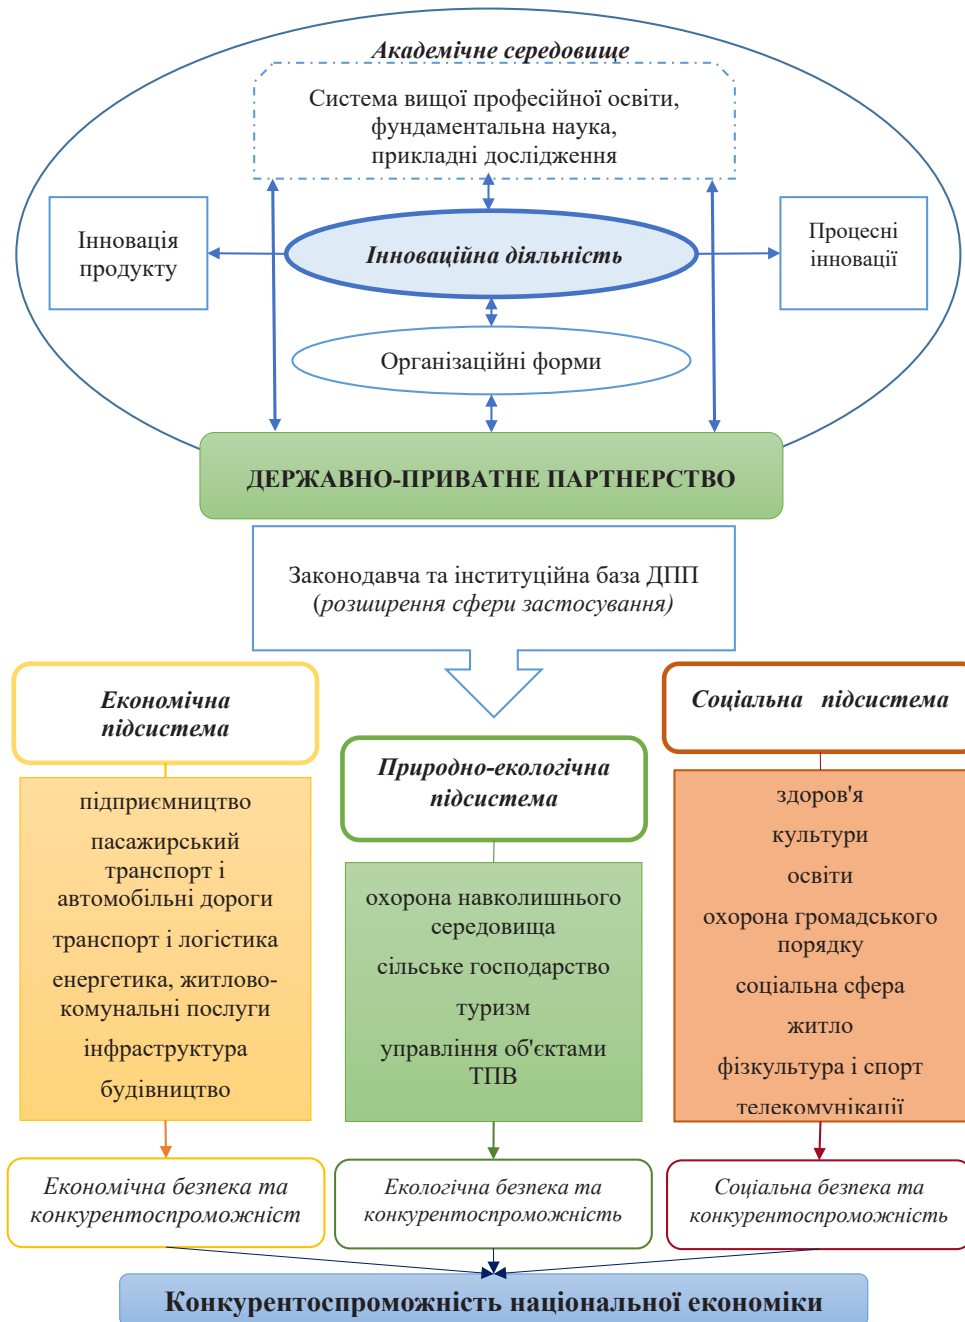 Академічне середовище
Система вищої професійної освіти,
фундаментальна наука,
прикладні дослідження
Інновація
продукту
Інноваційна діяльність
Процесні
інновації
Організаційні форми
ДЕРЖАВНО-ПРИВАТНЕ ПАРТНЕРСТВО
Законодавча та інституційна база ДПП
(розширення сфери застосування)
Економічна
підсистема
Природно-екологічна
підсистема
Соціальна підсистема
підприємництво
пасажирський
транспорт і
автомобільні дороги
транспорт і логістика
енергетика, житлово-
комунальні послуги
інфраструктура
будівництво
охорона навколишнього
середовища
сільське господарство
туризм
управління об'єктами
ТПВ
здоров'я
культури
освіти
охорона громадського
порядку
соціальна сфера
житло
фізкультура і спорт
телекомунікації
Економічна безпека та
конкурентоспроможніст
Екологічна безпека та
конкурентоспроможність
Соціальна безпека та
конкурентоспроможність
Конкурентоспроможність національної економіки